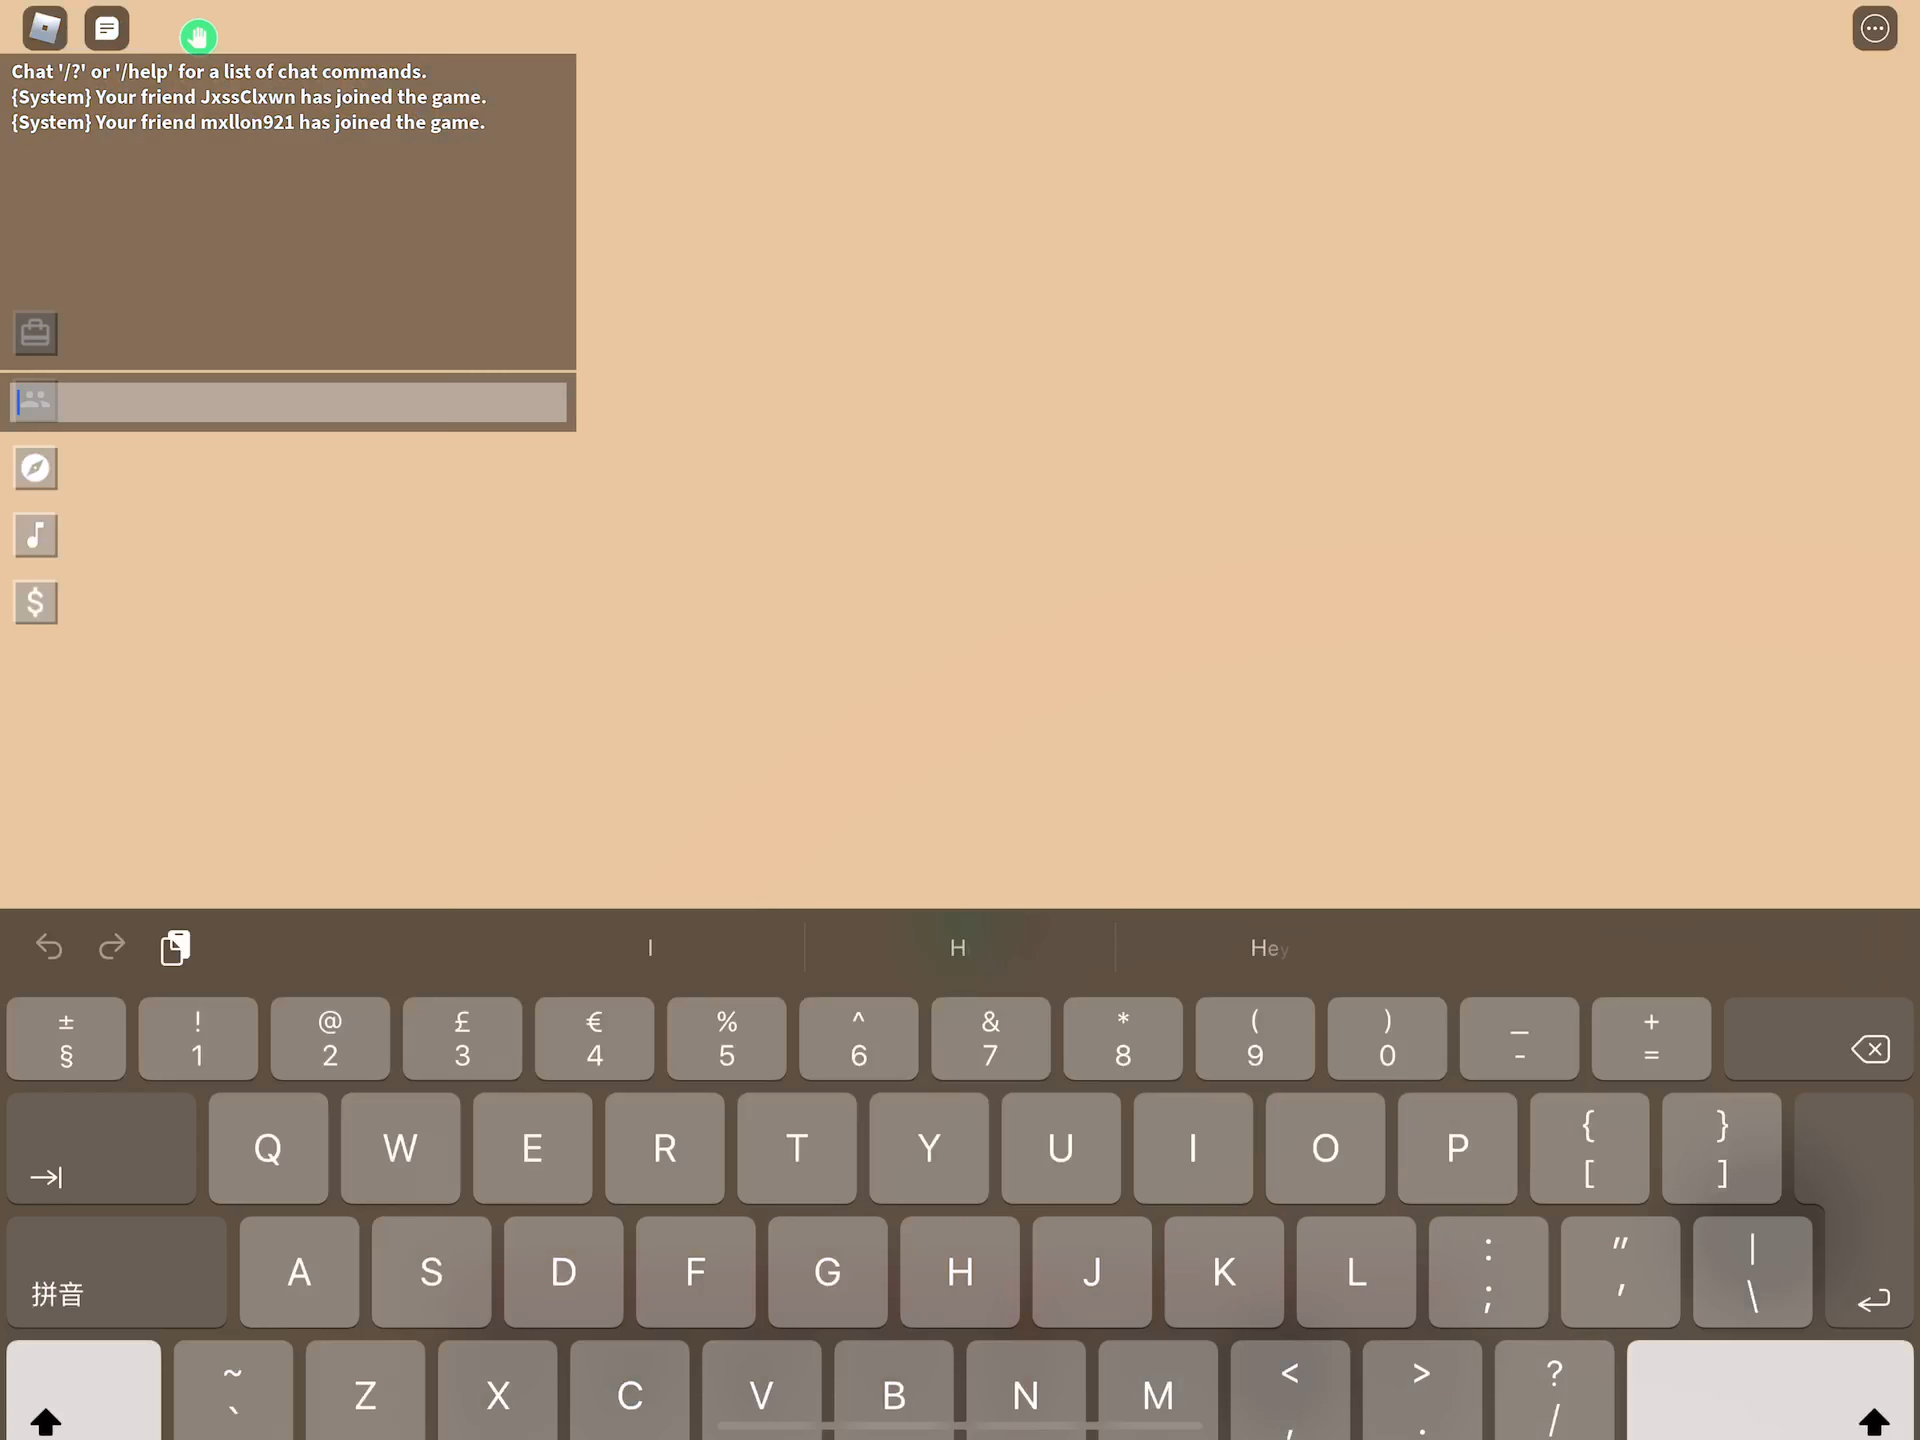 Chat '/?' or '/help' for a list of chat commands.
{System} Your friend JxssClxwn has joined the game.
{System} Your friend mxllon921 has joined the game.
$
I H Hey
± ! @ £ € % ^ & * ( ) _ +
§ 1 2 3 4 5 6 7 8 9 0 - =
Q W E R T Y U I O P { }
[ ]
拼音 A S D F G H J K L : " |
; ' \
~ Z X C V B N M < > ?
` , . /